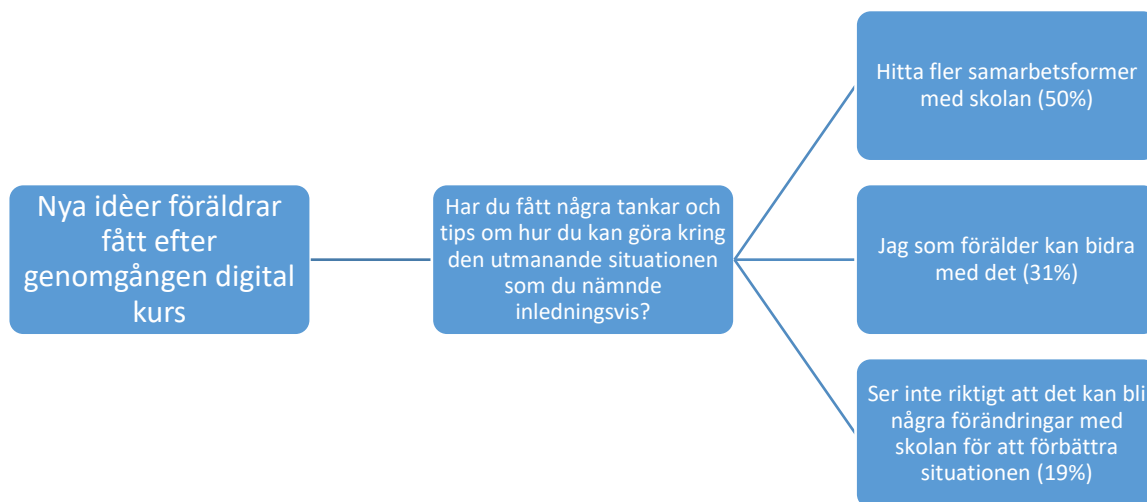 Nya idèer föräldrar
fått efter
genomgången digital
kurs
Har du fått några tankar och
tips om hur du kan göra kring
den utmanande situationen
som du nämnde
inledningsvis?
Hitta fler samarbetsformer
med skolan (50%)
Jag som förälder kan bidra
med det (31%)
Ser inte riktigt att det kan bli
några förändringar med
skolan för att förbättra
situationen (19%)